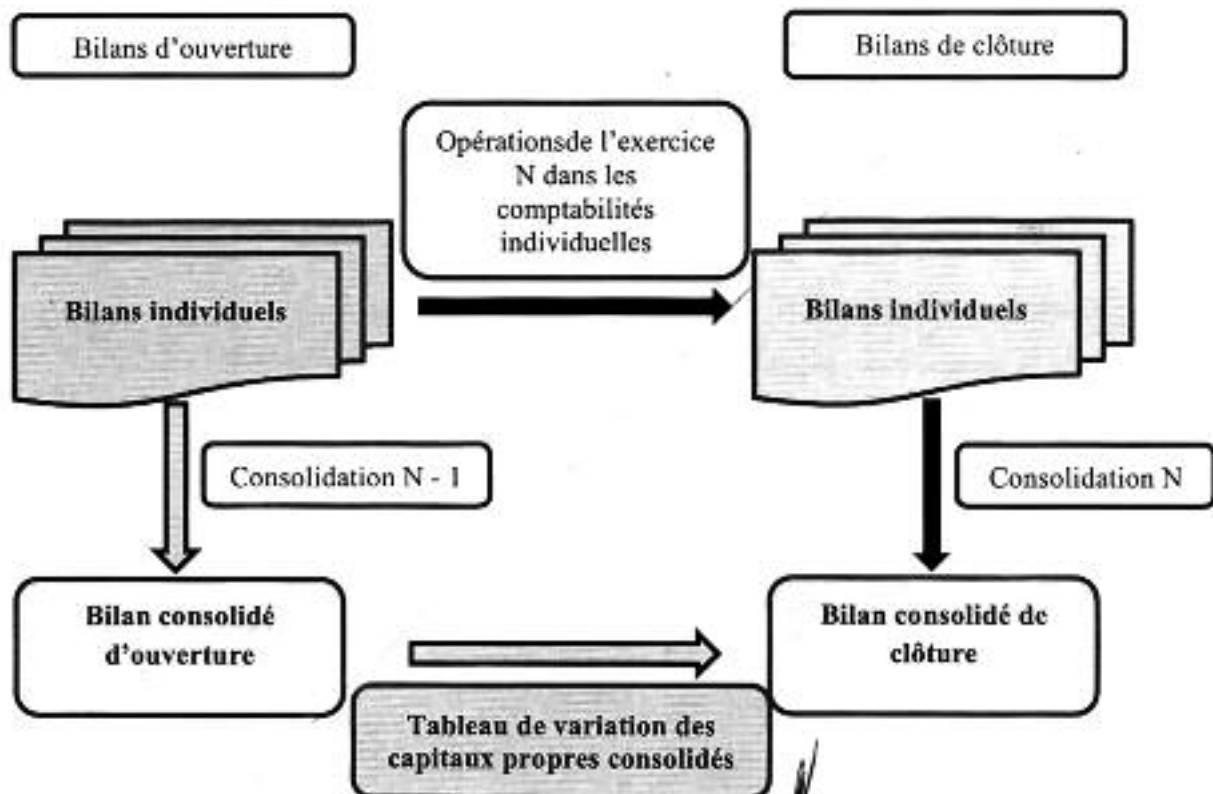 Bilans d'ouverture
Bilans de clôture
Opérationsde l'exercice
N dans les
comptabilités
individuelles
Bilans individuels
Bilans individuels
Consolidation N - 1
Consolidation N
Bilan consolidé
d'ouverture
Bilan consolidé de
clôture
Tableau de variation des
capitaux propres consolidés